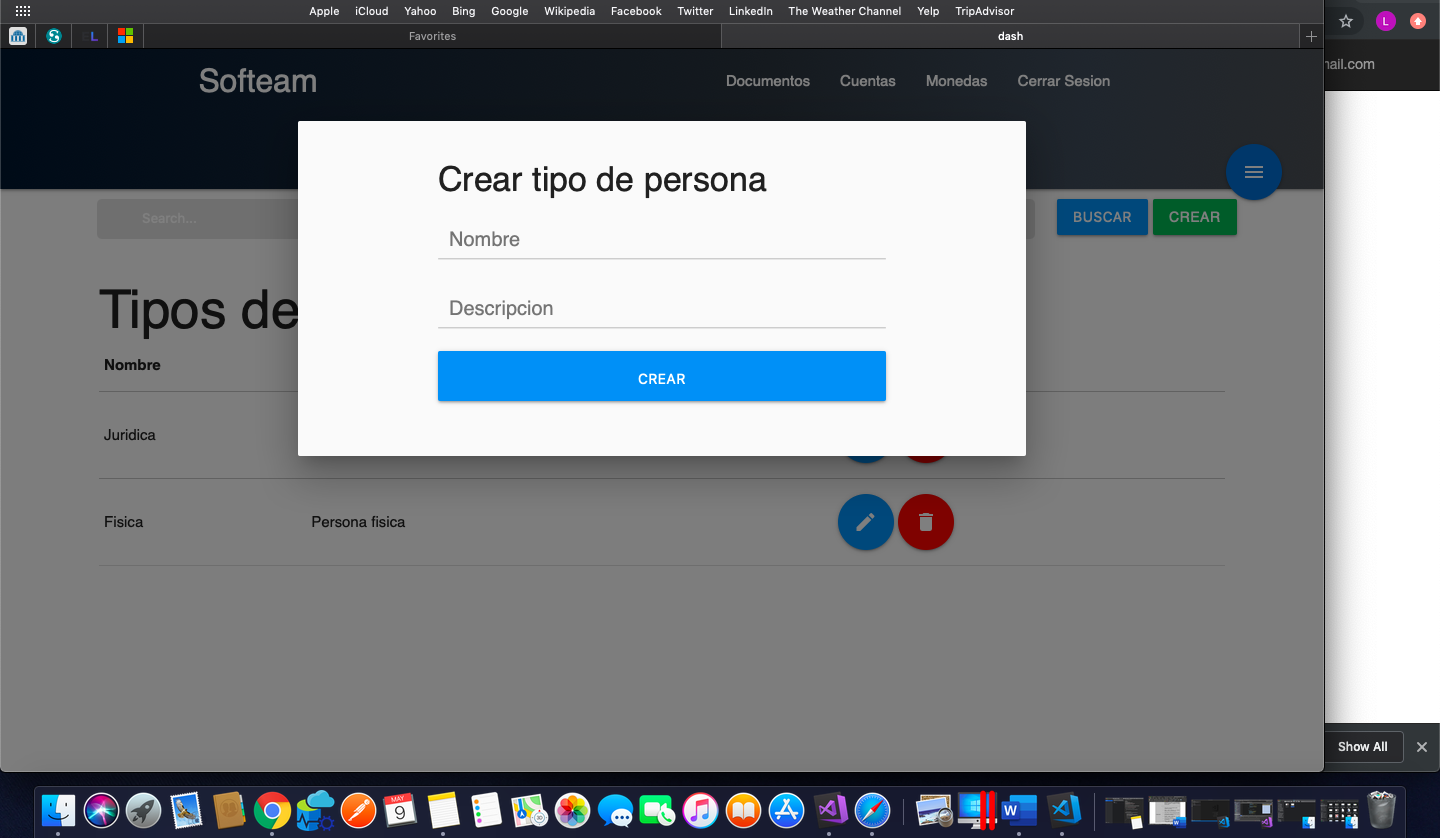 Apple iCloud Yahoo Bing Google Wikipedia Facebook Twitter LinkedIn The Weather Channel Yelp TripAdvisor
L
S L Favorites dash
Softeam Documentos Cuentas Monedas Cerrar Sesion
mail.com
Crear tipo de persona
Search...
BUSCAR CREAR
Nombre
Tipos de
Descripcion
Nombre
CREAR
Juridica
Fisica Persona fisica
Show All
MAY
9
W